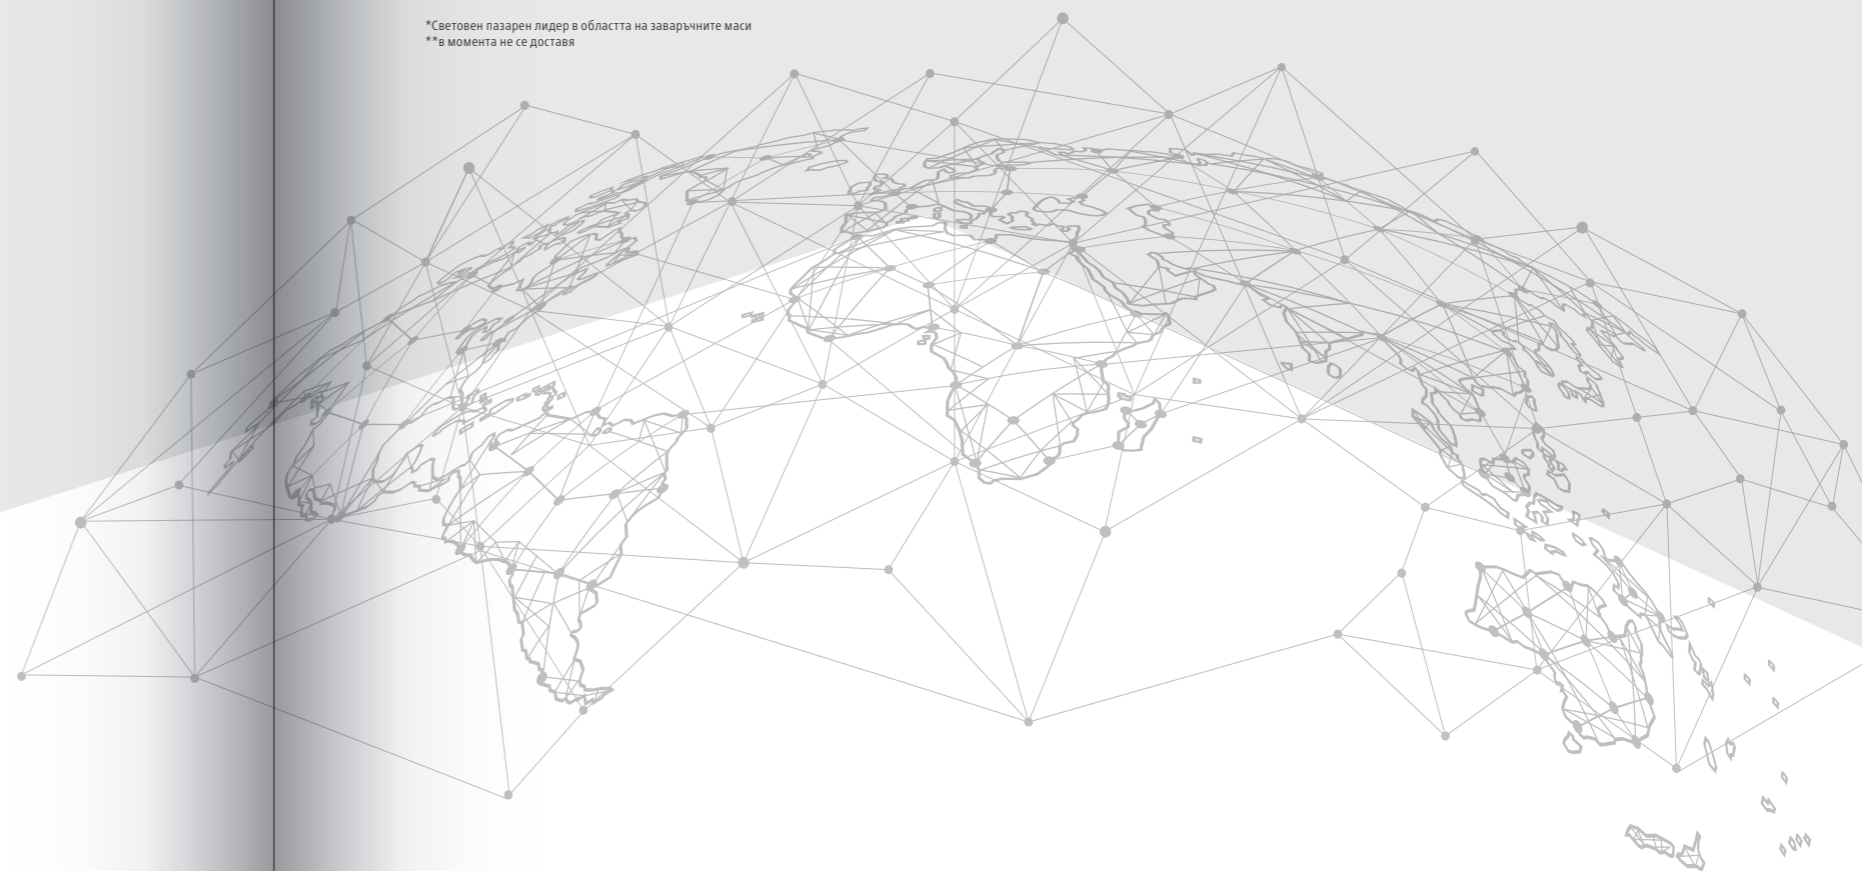 *Световен пазарен лидер в областта на заваръчните маси
**в момента не се доставя